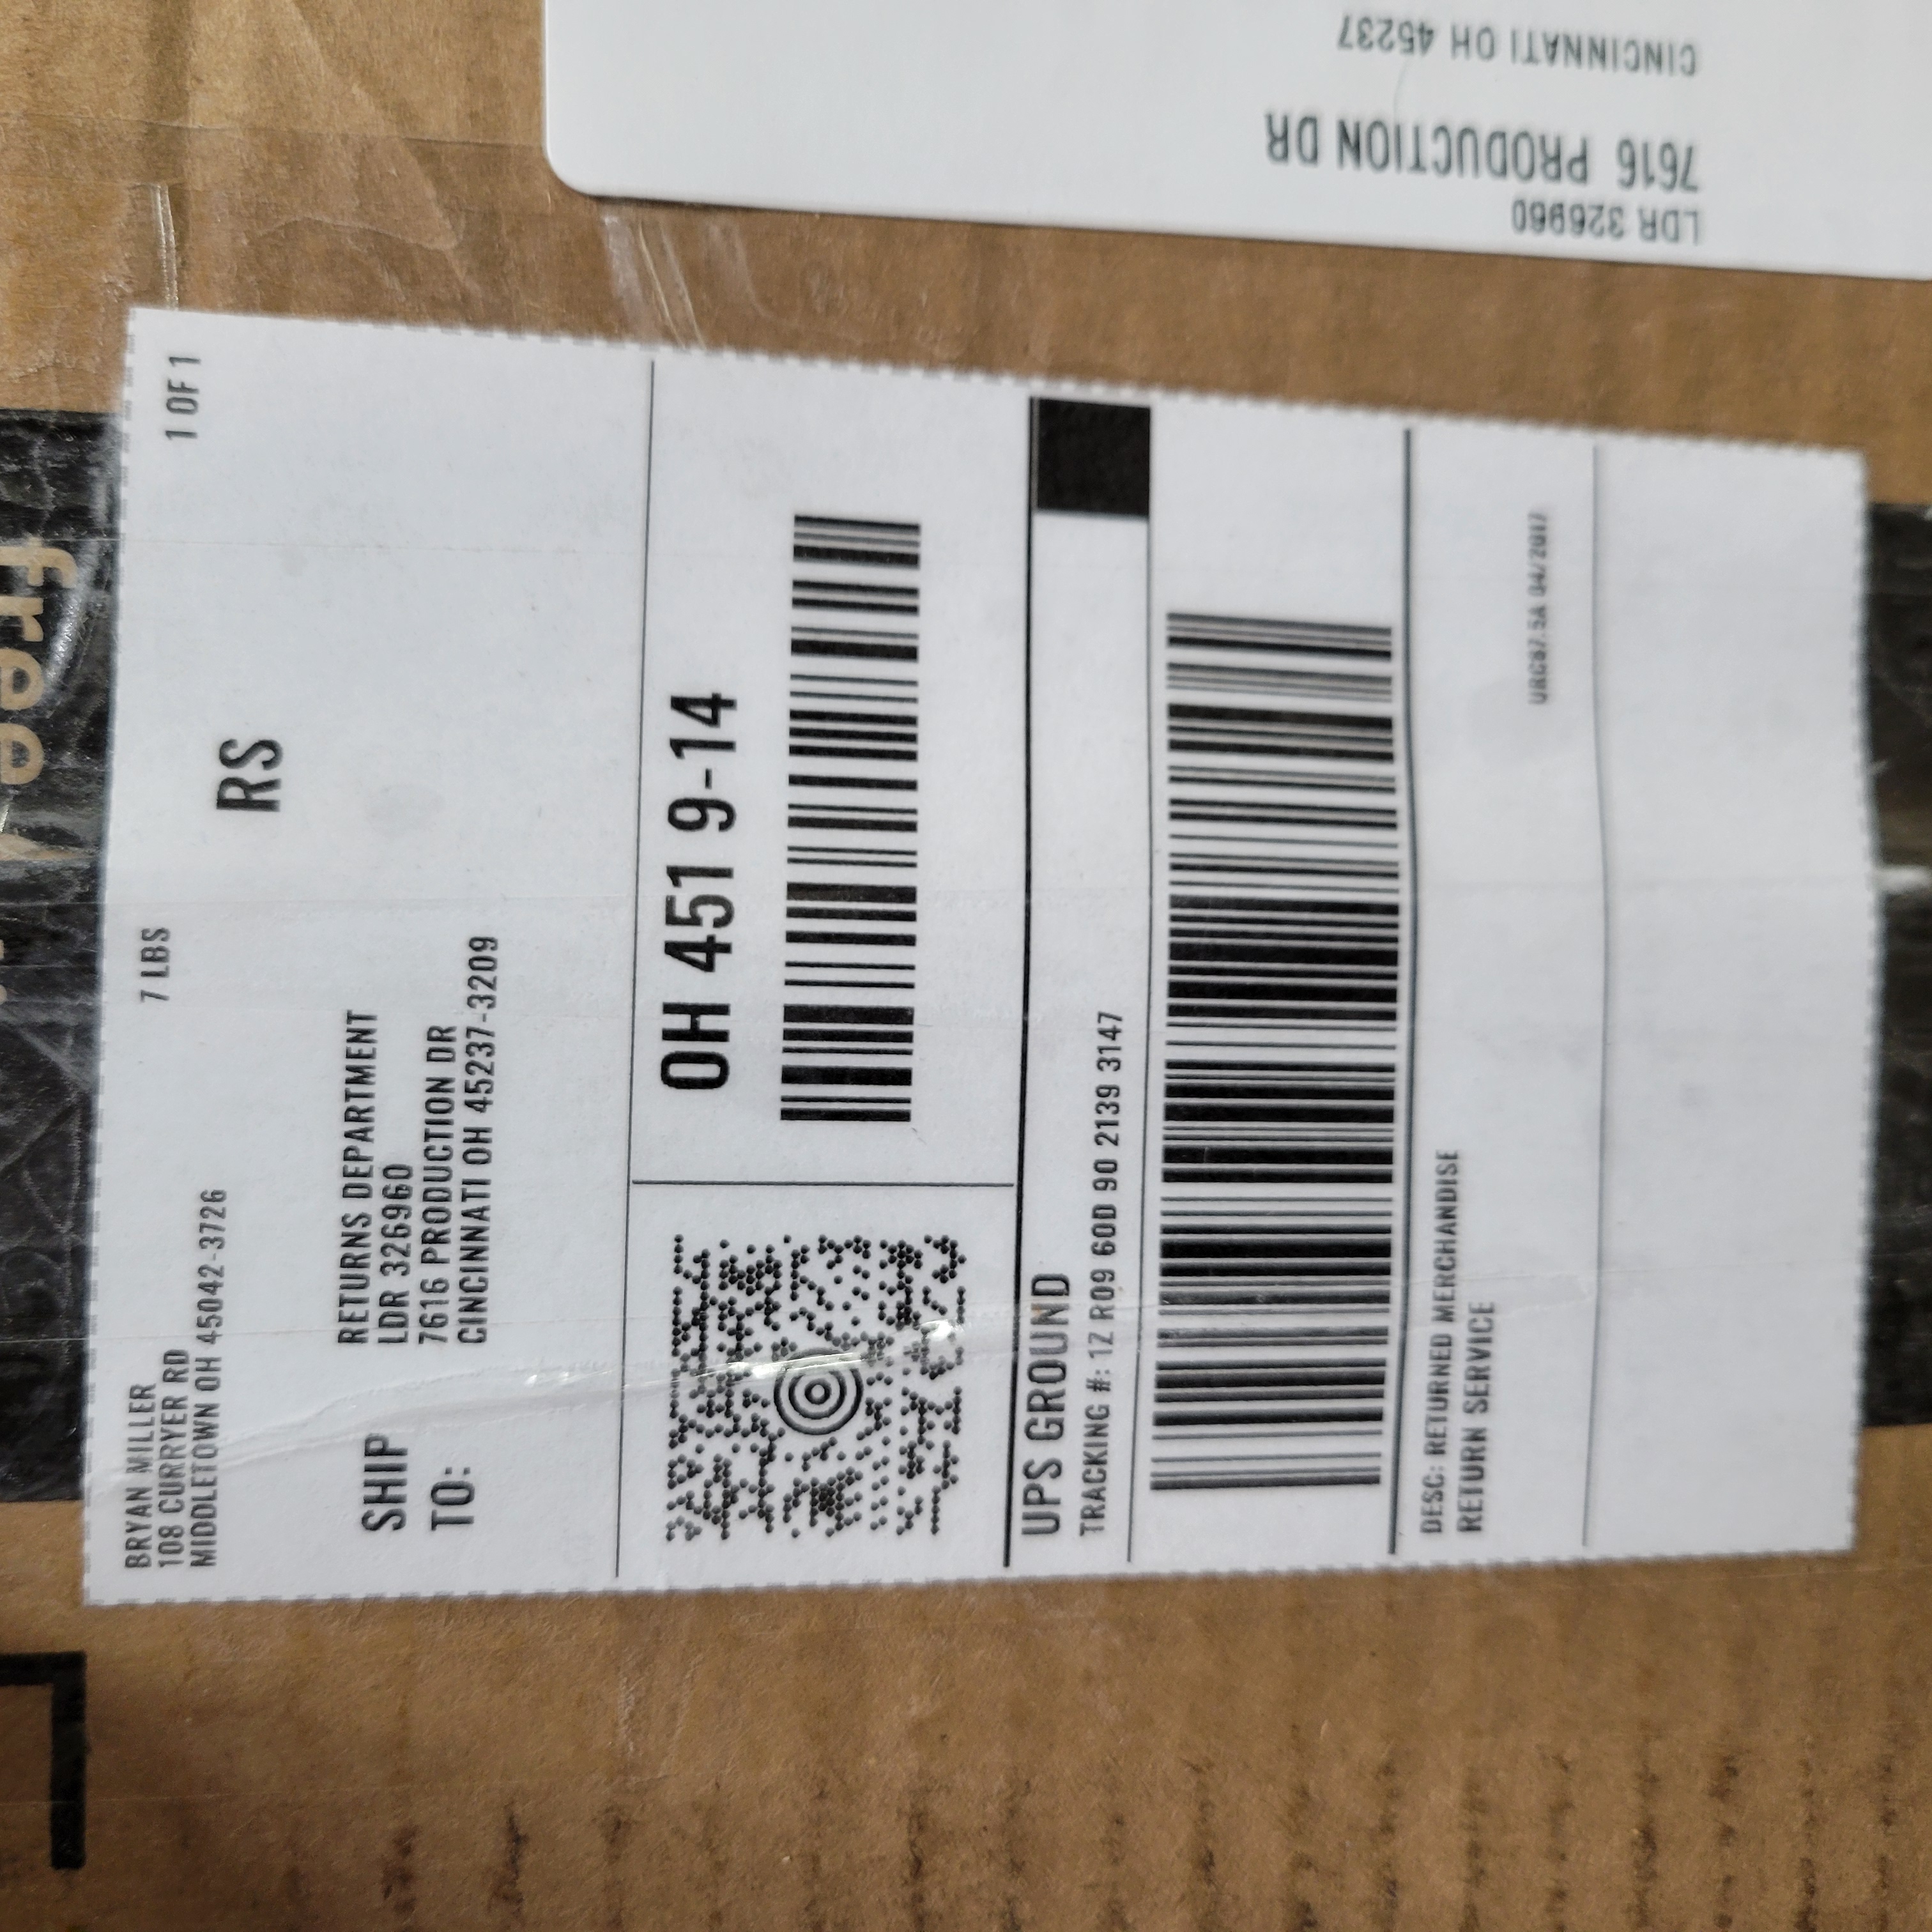 BRYAN MILLER
108 CURRYER RD
MIDDLETOWN OH 45042-3726
7 LBS
1 OF 1
RS
SHIP
TO:
RETURNS DEPARTMENT
LDR 326960
7616 PRODUCTION DR
CINCINNATI OH 45237-3209
OH 451 9-14
UPS GROUND
TRACKING #: 1Z R09 60D 90 2139 3147
DESC: RETURNED MERCHANDISE
RETURN SERVICE
LDR 326960
7616 PRODUCTION DR
CINCINNATI OH 45237
free